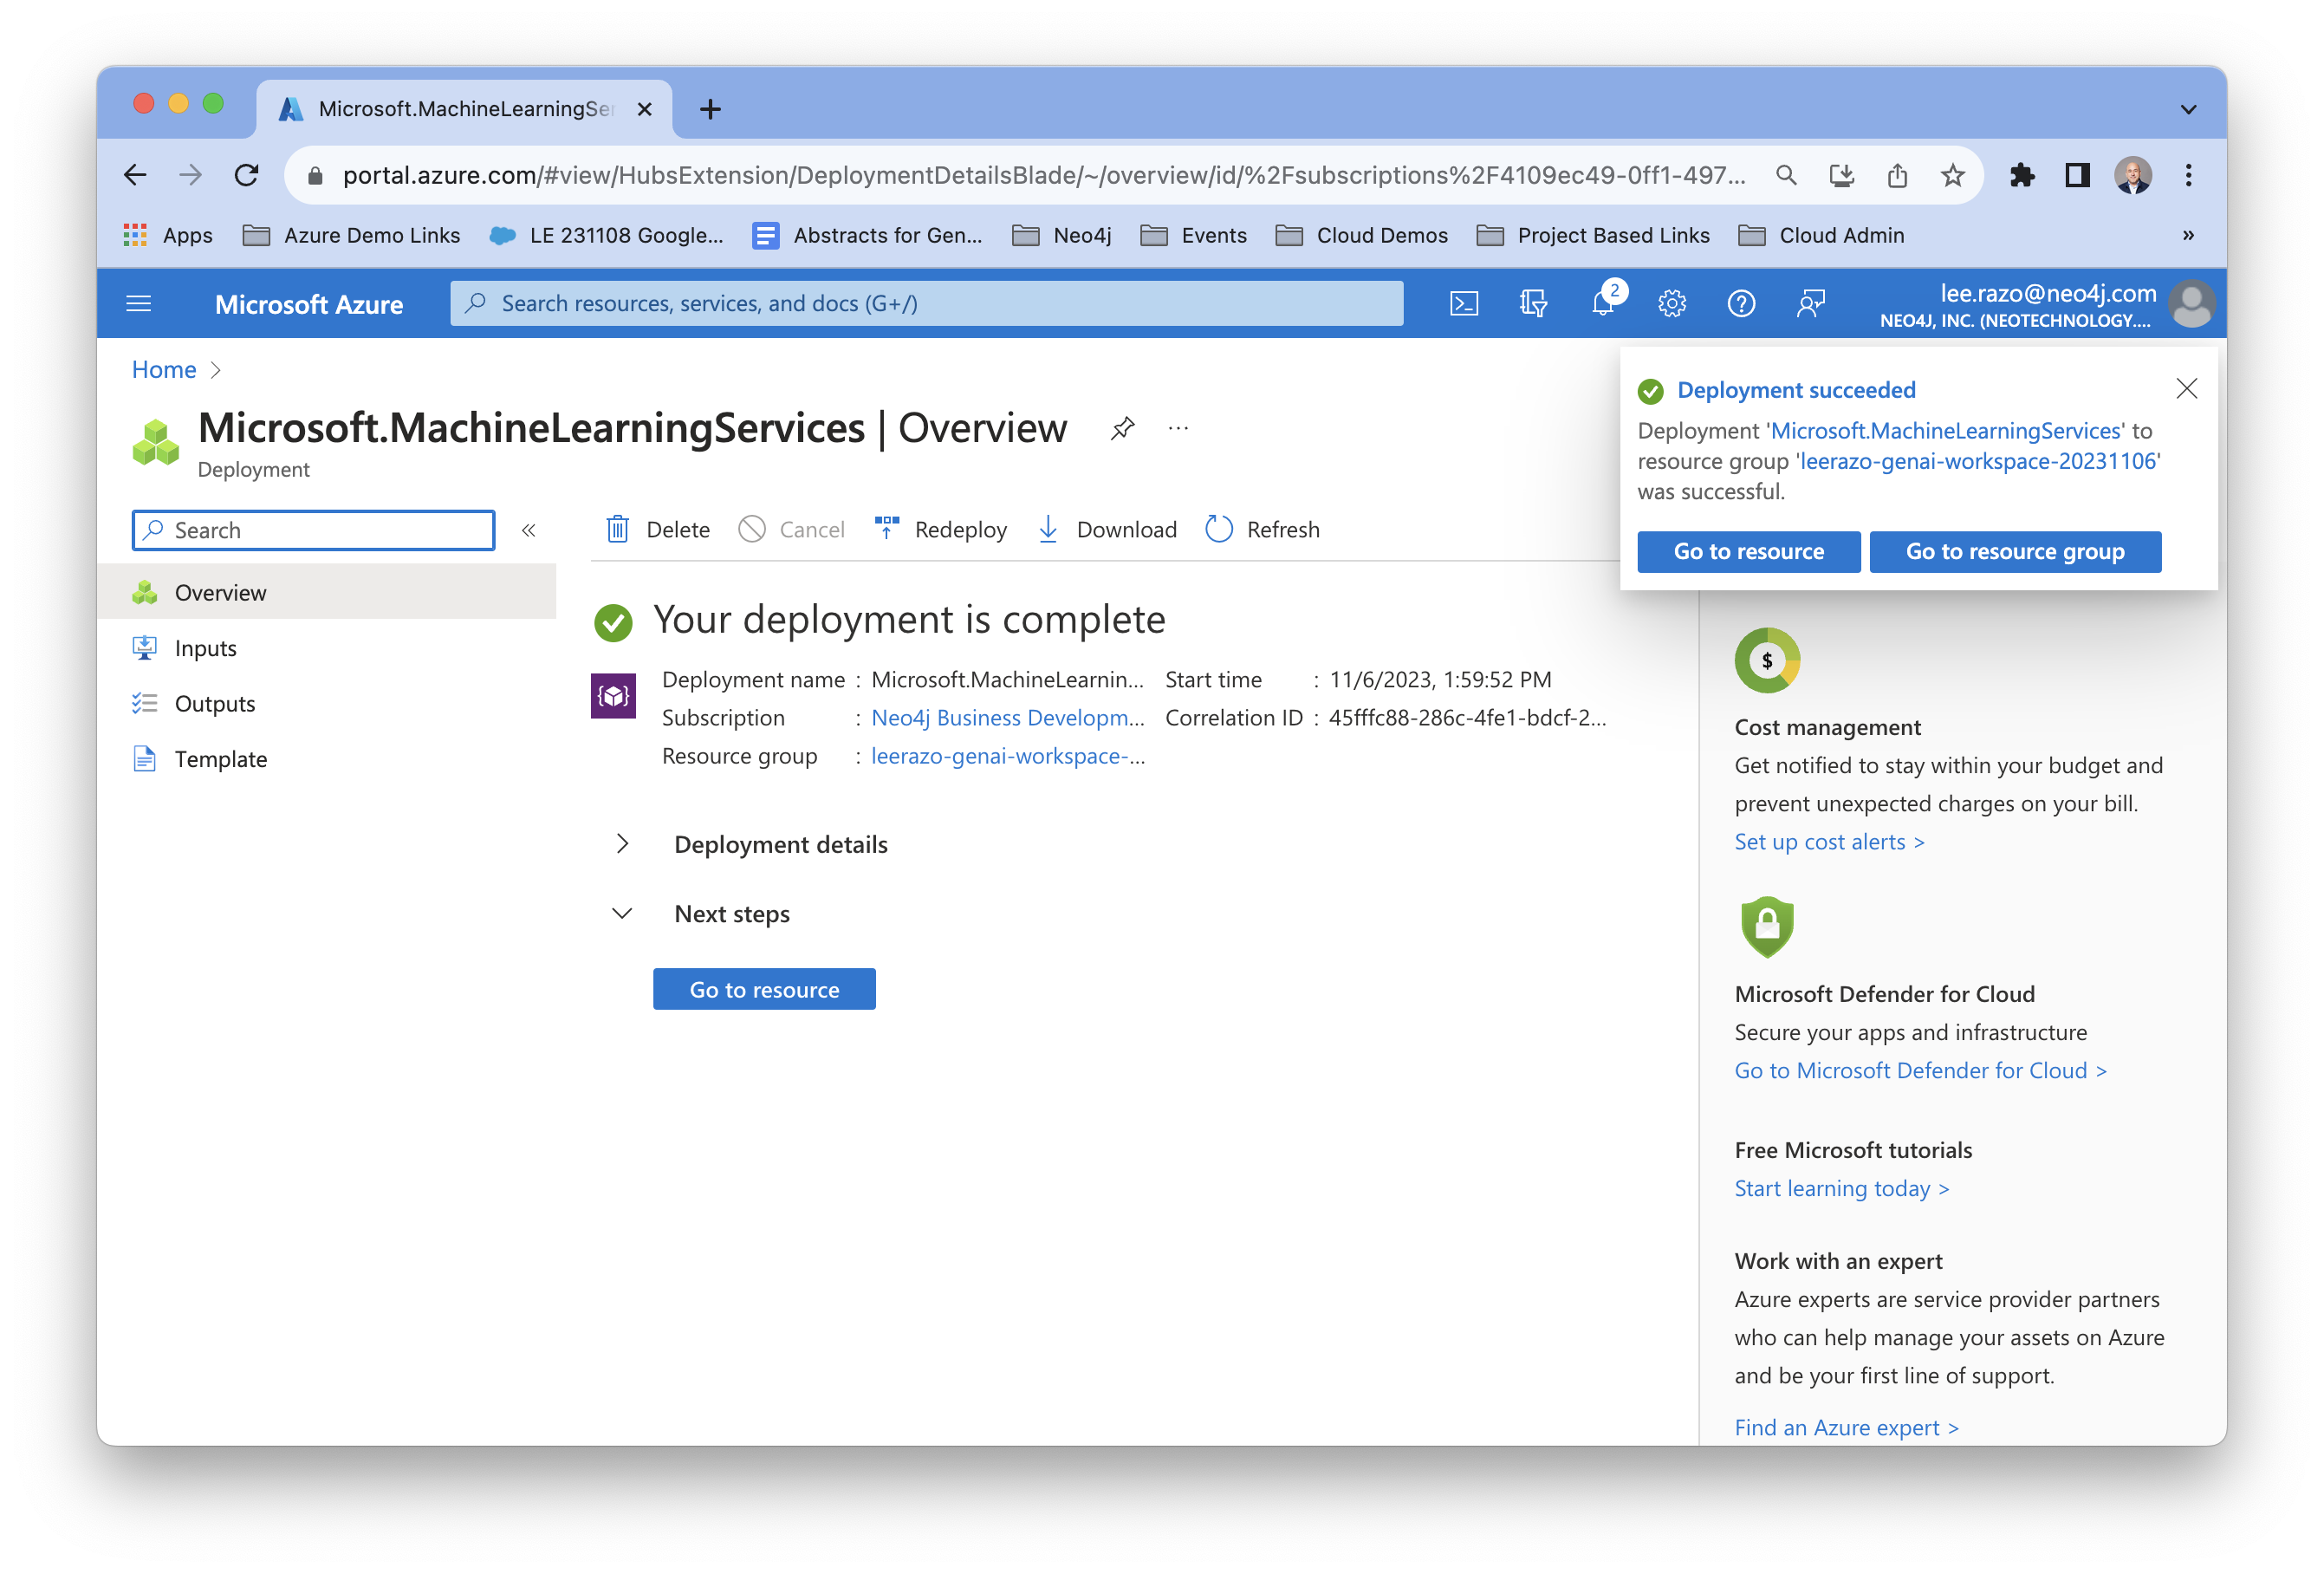 Microsoft.MachineLearningSer
portal.azure.com/#view/HubsExtension/DeploymentDetailsBlade/~/overview/id/%2Fsubscriptions%2F4109ec49-0ff1-497...
Apps Azure Demo Links LE 231108 Google... Abstracts for Gen... Neo4j Events Cloud Demos Project Based Links Cloud Admin »
Microsoft Azure
Search resources, services, and docs (G+/)
2
lee.razo@neo4j.com
NEO4J, INC. (NEOTECHNOLOGY....
Home >
Microsoft.MachineLearningServices | Overview ...
Deployment
Search «
Overview
Inputs
Outputs
Template
Delete Cancel Redeploy Download Refresh
Your deployment is complete
Deployment name : Microsoft.MachineLearnin... Start time : 11/6/2023, 1:59:52 PM
Subscription : Neo4j Business Developm... Correlation ID : 45fffc88-286c-4fe1-bdcf-2...
Resource group : leerazo-genai-workspace-...
Deployment details
Next steps
Go to resource
Deployment succeeded
Deployment 'Microsoft.MachineLearningServices' to
resource group 'leerazo-genai-workspace-20231106'
was successful.
Go to resource Go to resource group
$
Cost management
Get notified to stay within your budget and
prevent unexpected charges on your bill.
Set up cost alerts >
Microsoft Defender for Cloud
Secure your apps and infrastructure
Go to Microsoft Defender for Cloud >
Free Microsoft tutorials
Start learning today >
Work with an expert
Azure experts are service provider partners
who can help manage your assets on Azure
and be your first line of support.
Find an Azure expert >